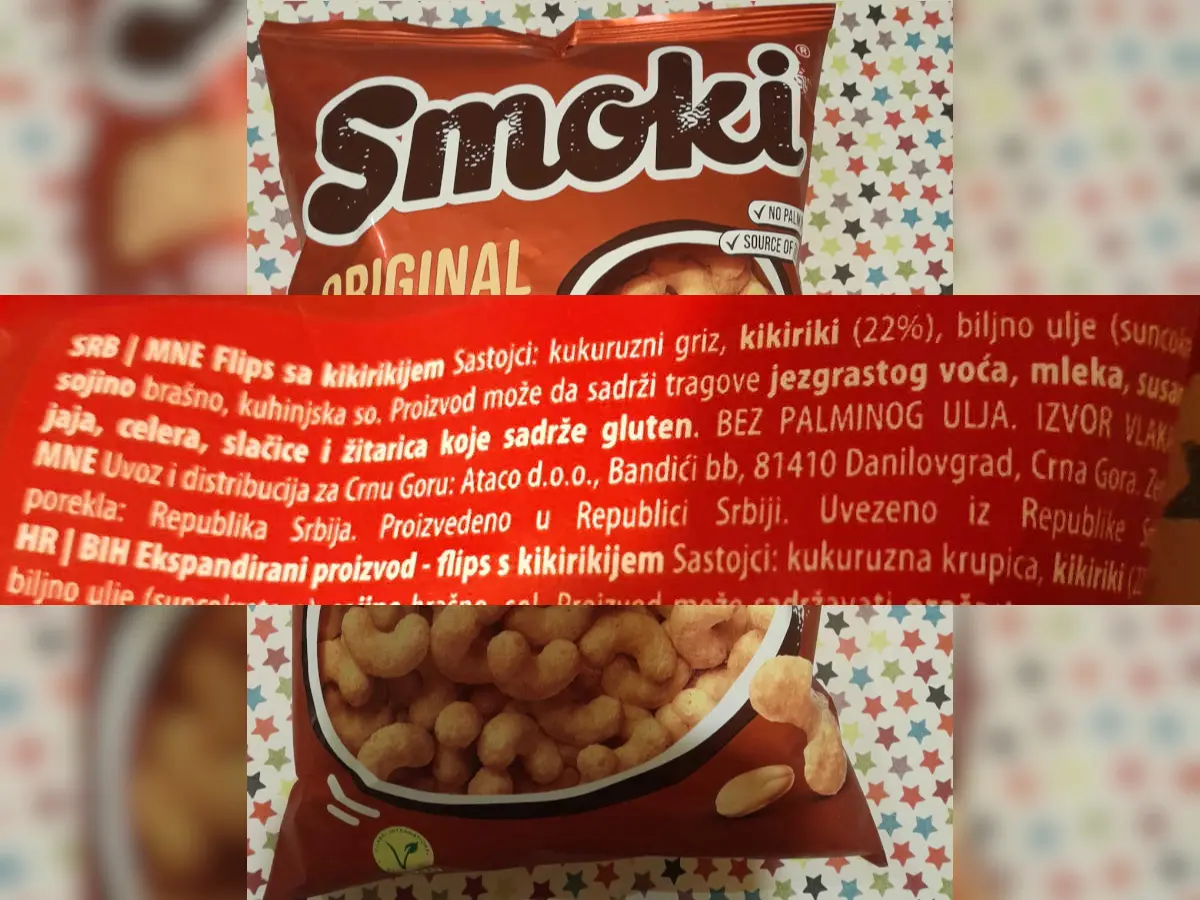 Smoki®
NO
SOURCE OF
ORIGINAL
SRB | MNE Flips sa kikirikijem Sastojci: kukuruzni griz, kikiriki (22%), biljno ulje
sojino brašno, kuhinjska so. Proizvod može da sadrži tragove jezgrastog voća, mleka,
jaja, celera, slačice i žitarica koje sadrže gluten. BEZ PALMINOG ULJA. IZVOR
MNE Uvoz i distribucija za Crnu Goru: Ataco d.o.o., Bandići bb, 81410 Danilovgrad, Crna Gora.
porekla: Republika Srbija. Proizvedeno u Republici Srbiji. Uvezeno iz Republike
HR | BIH Ekspandirani proizvod - flips s kikirikijem Sastojci: kukuruzna krupica, kikiriki
biljno ulje